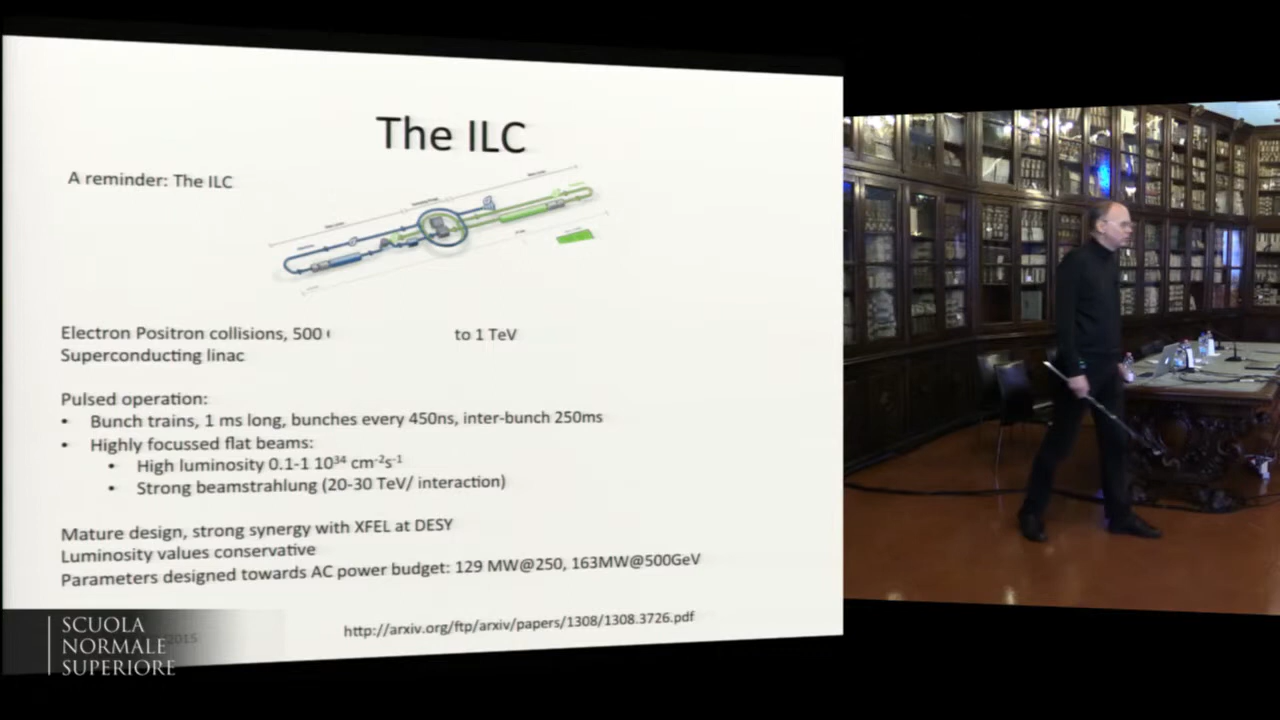 The ILC
A reminder: The ILC
Electron Positron collisions, 500 to 1 TeV
Superconducting linac
Pulsed operation:
• Bunch trains, 1 ms long, bunches every 450ns, inter-bunch 250ms
• Highly focussed flat beams:
• High luminosity 0.1-1 10³⁴ cm⁻²s⁻¹
• Strong beamstrahlung (20-30 TeV/ interaction)
Mature design, strong synergy with XFEL at DESY
Luminosity values conservative
Parameters designed towards AC power budget: 129 MW@250, 163MW@500GeV
2015
http://arxiv.org/ftp/arxiv/papers/1308/1308.3726.pdf
SCUOLA
NORMALE
SUPERIORE